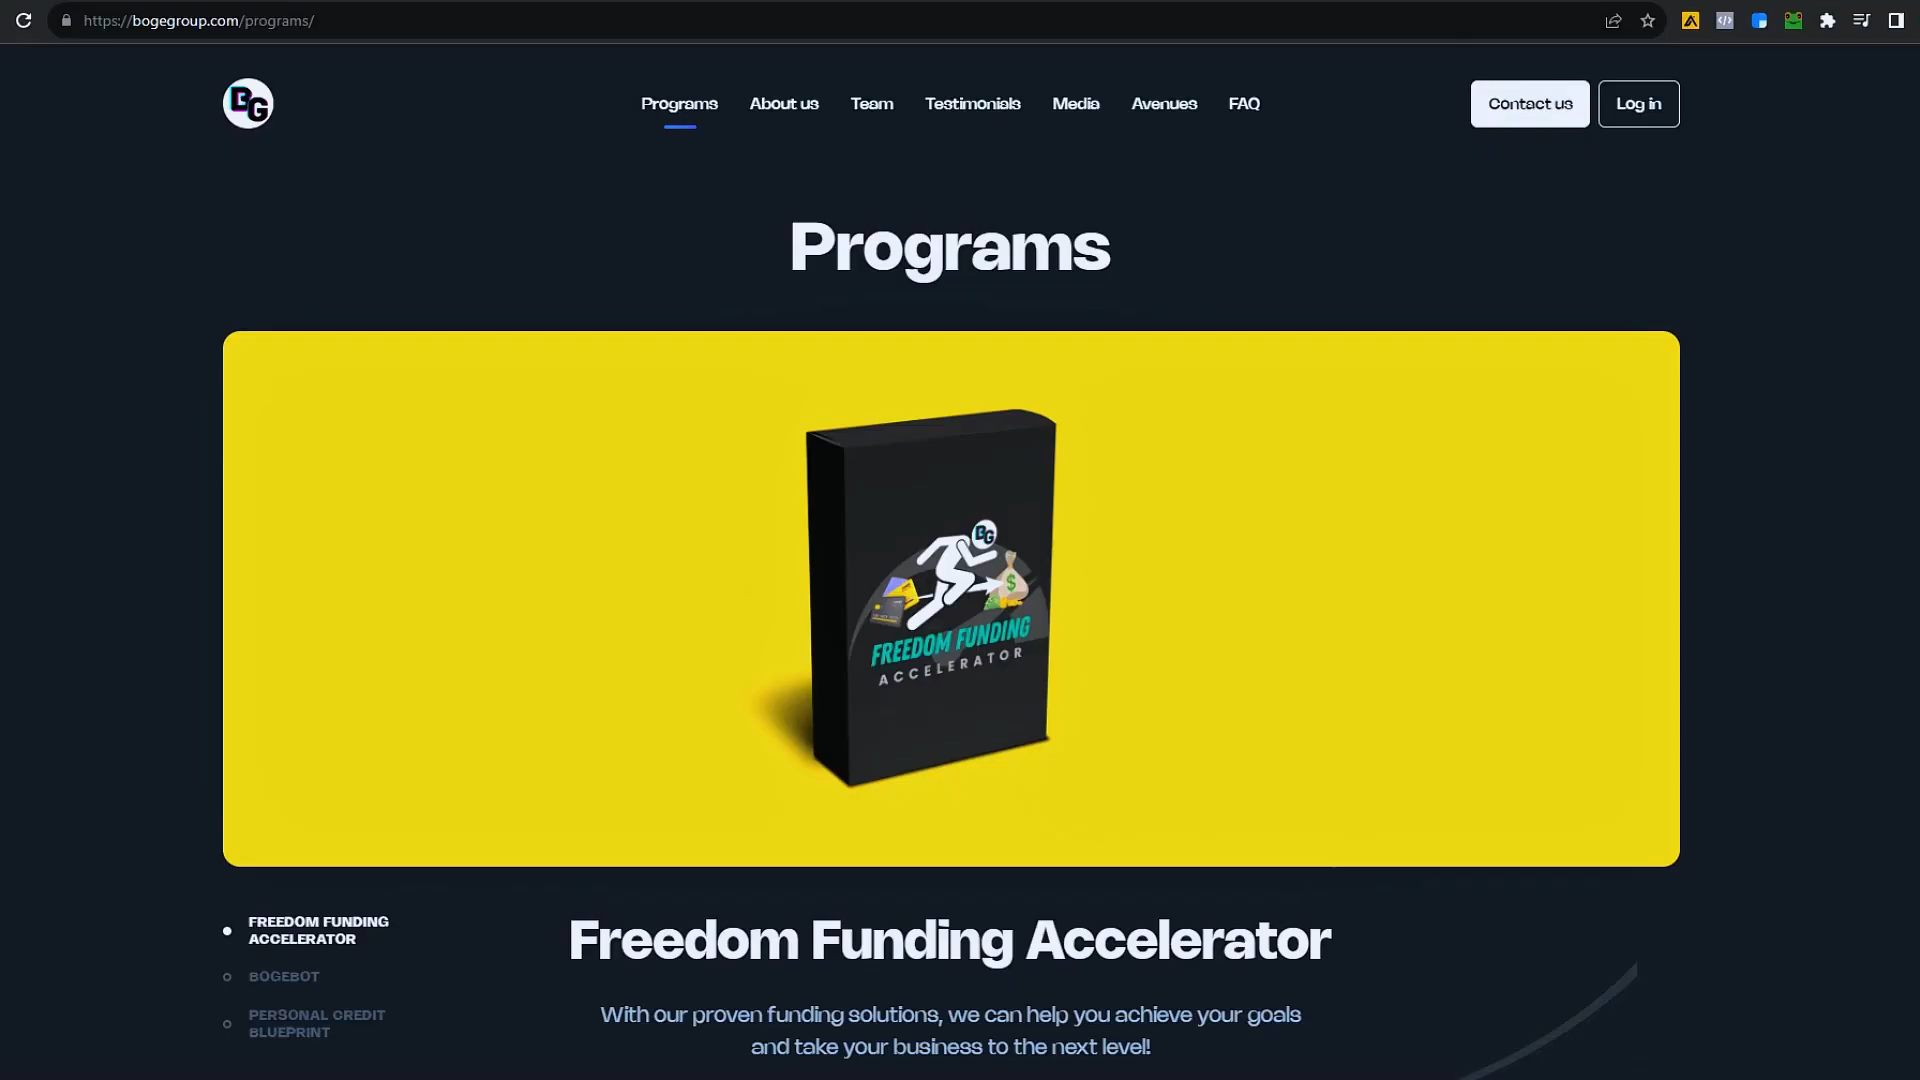 https://bogegroup.com/programs/
BG
Programs About us Team Testimonials Media Avenues FAQ
Contact us Log in
Programs
BG
$
FREEDOM FUNDING
ACCELERATOR
FREEDOM FUNDING
ACCELERATOR
BOGEBOT
PERSONAL CREDIT
BLUEPRINT
Freedom Funding Accelerator
With our proven funding solutions, we can help you achieve your goals
and take your business to the next level!